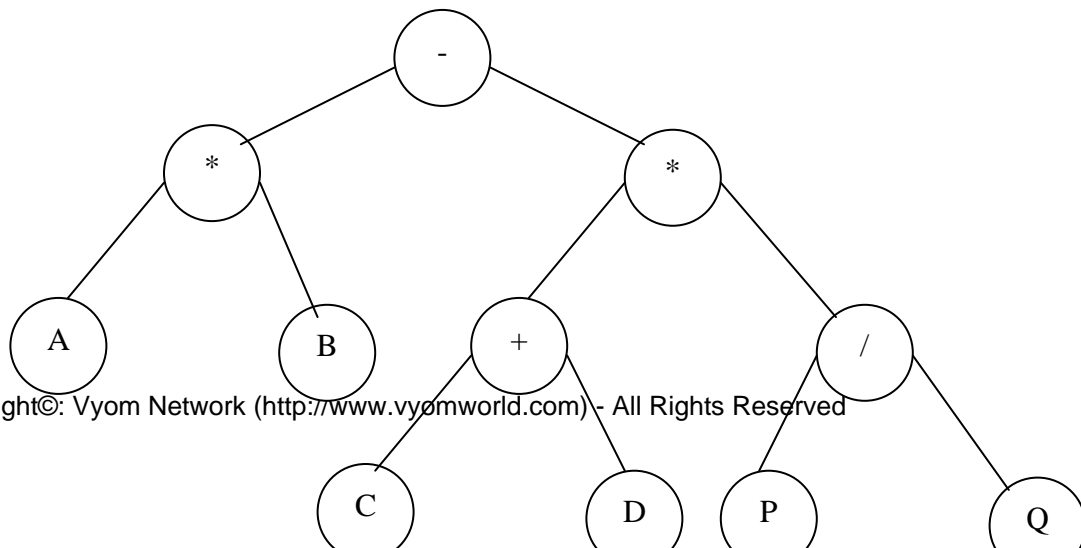 -
* *
A B + /
ght©: Vyom Network (http://www.vyomworld.com) - All Rights Reserved
C D P Q